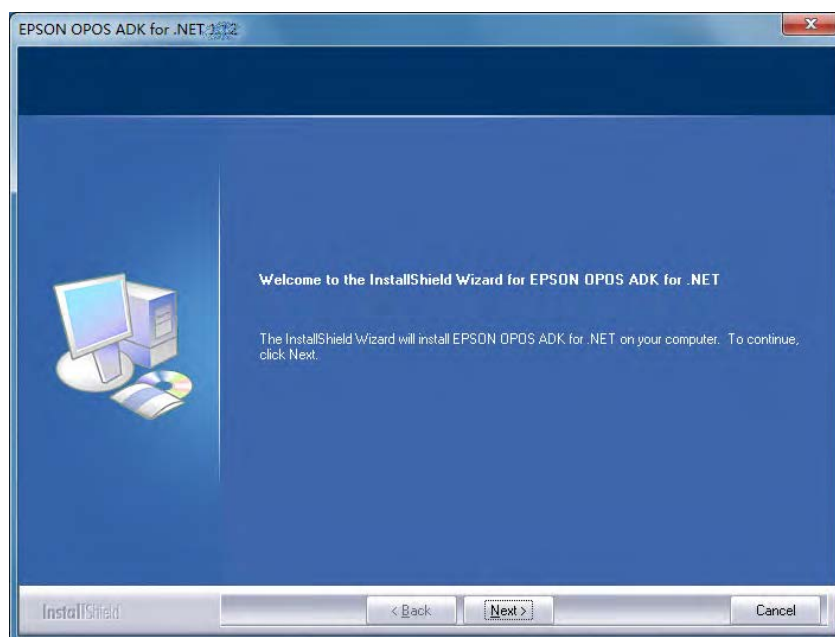 EPSON OPOS ADK for .NET
Welcome to the InstallShield Wizard for EPSON OPOS ADK for .NET
The InstallShield Wizard will install EPSON OPOS ADK for .NET on your computer. To continue,
click Next.
InstallShield
< Back
Next >
Cancel